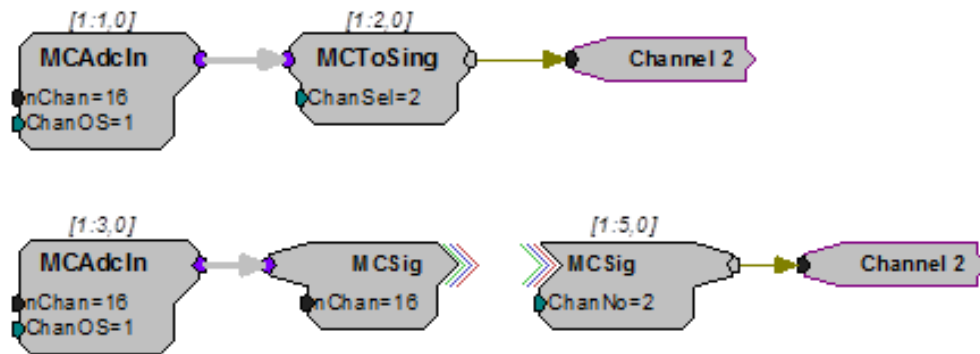 [1:1,0]
[1:2,0]
MCAdcIn
MCToSing
Channel 2
nChan=16
ChanSel=2
ChanOS=1
[1:3,0]
[1:5,0]
MCAdcIn
MCSig
MCSig
Channel 2
nChan=16
nChan=16
ChanNo=2
ChanOS=1